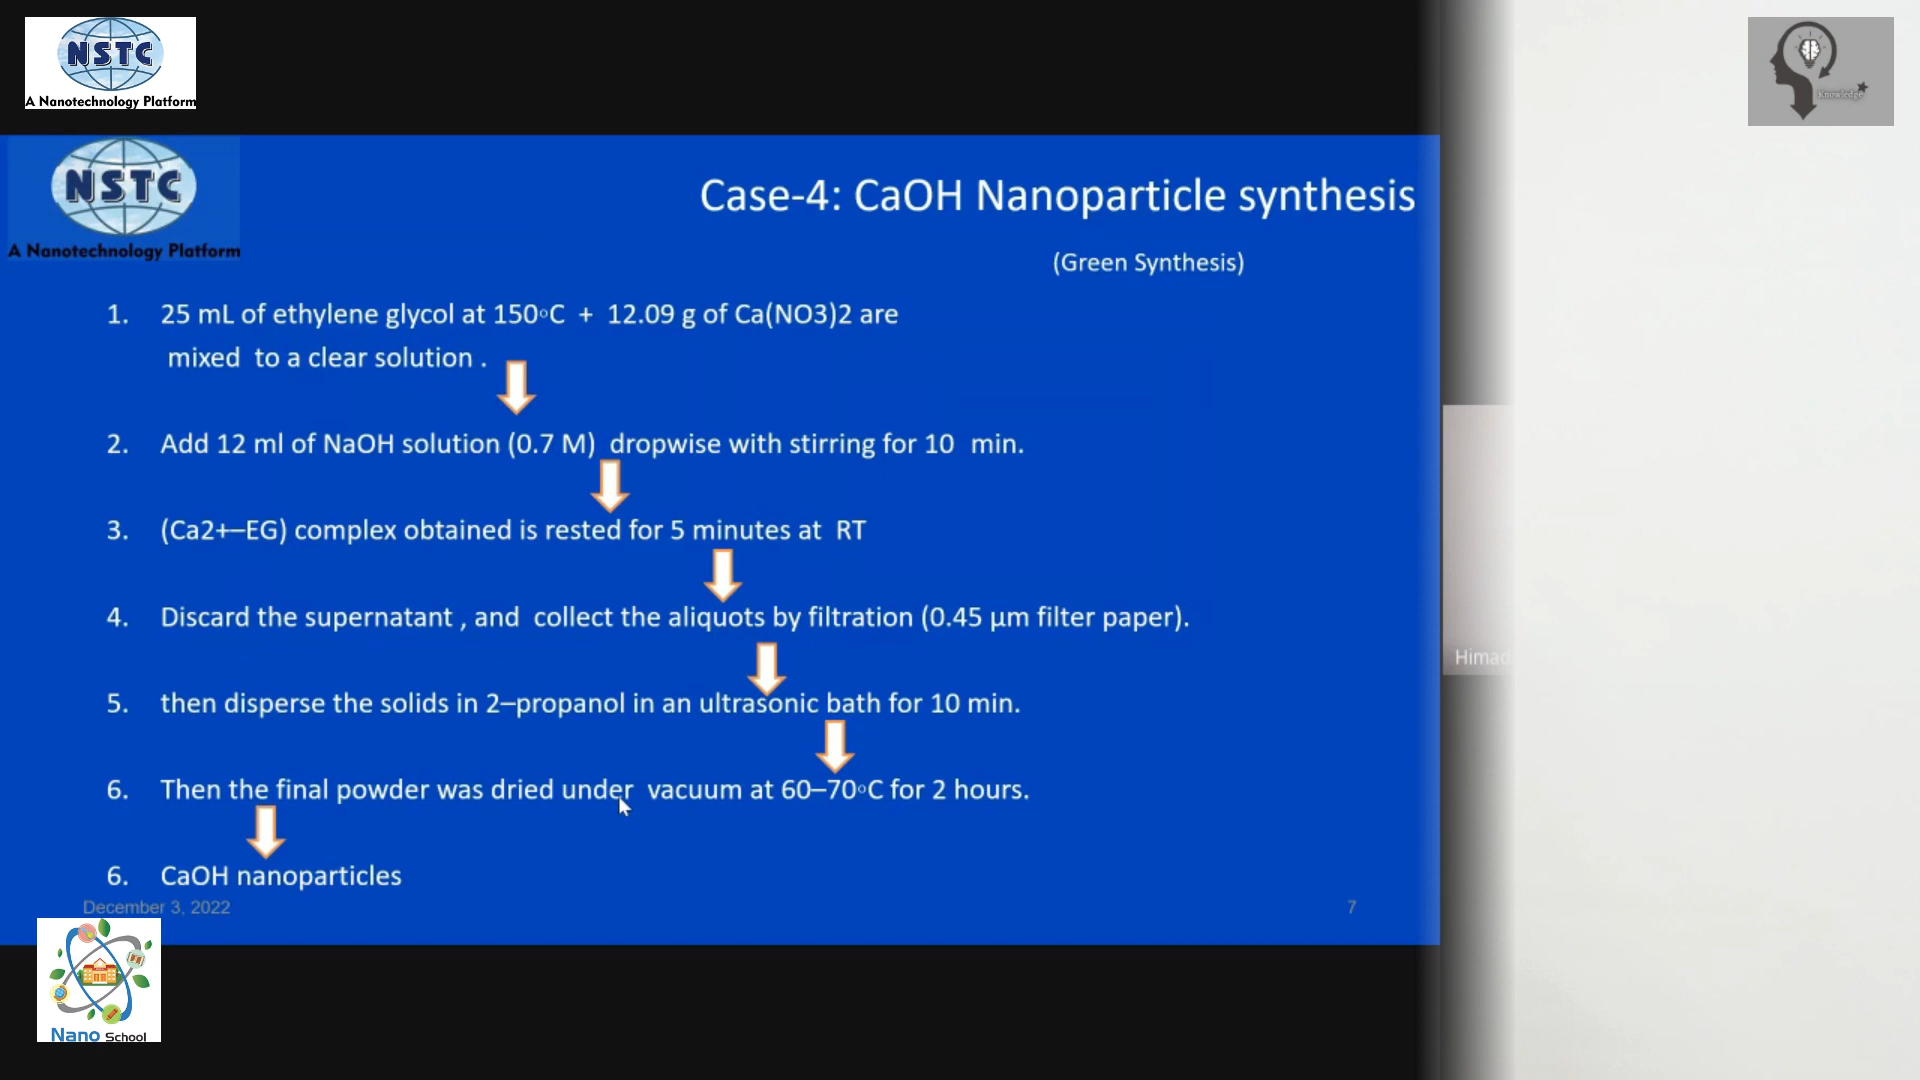 NSTC
A Nanotechnology Platform
Knowledge
NSTC
A Nanotechnology Platform
Case-4: CaOH Nanoparticle synthesis
(Green Synthesis)
1. 25 mL of ethylene glycol at 150◦C + 12.09 g of Ca(NO3)2 are
mixed to a clear solution .
2. Add 12 ml of NaOH solution (0.7 M) dropwise with stirring for 10 min.
3. (Ca2+–EG) complex obtained is rested for 5 minutes at RT
4. Discard the supernatant , and collect the aliquots by filtration (0.45 µm filter paper).
Himad
5. then disperse the solids in 2–propanol in an ultrasonic bath for 10 min.
6. Then the final powder was dried under vacuum at 60–70◦C for 2 hours.
6. CaOH nanoparticles
December 3, 2022
7
Nano School